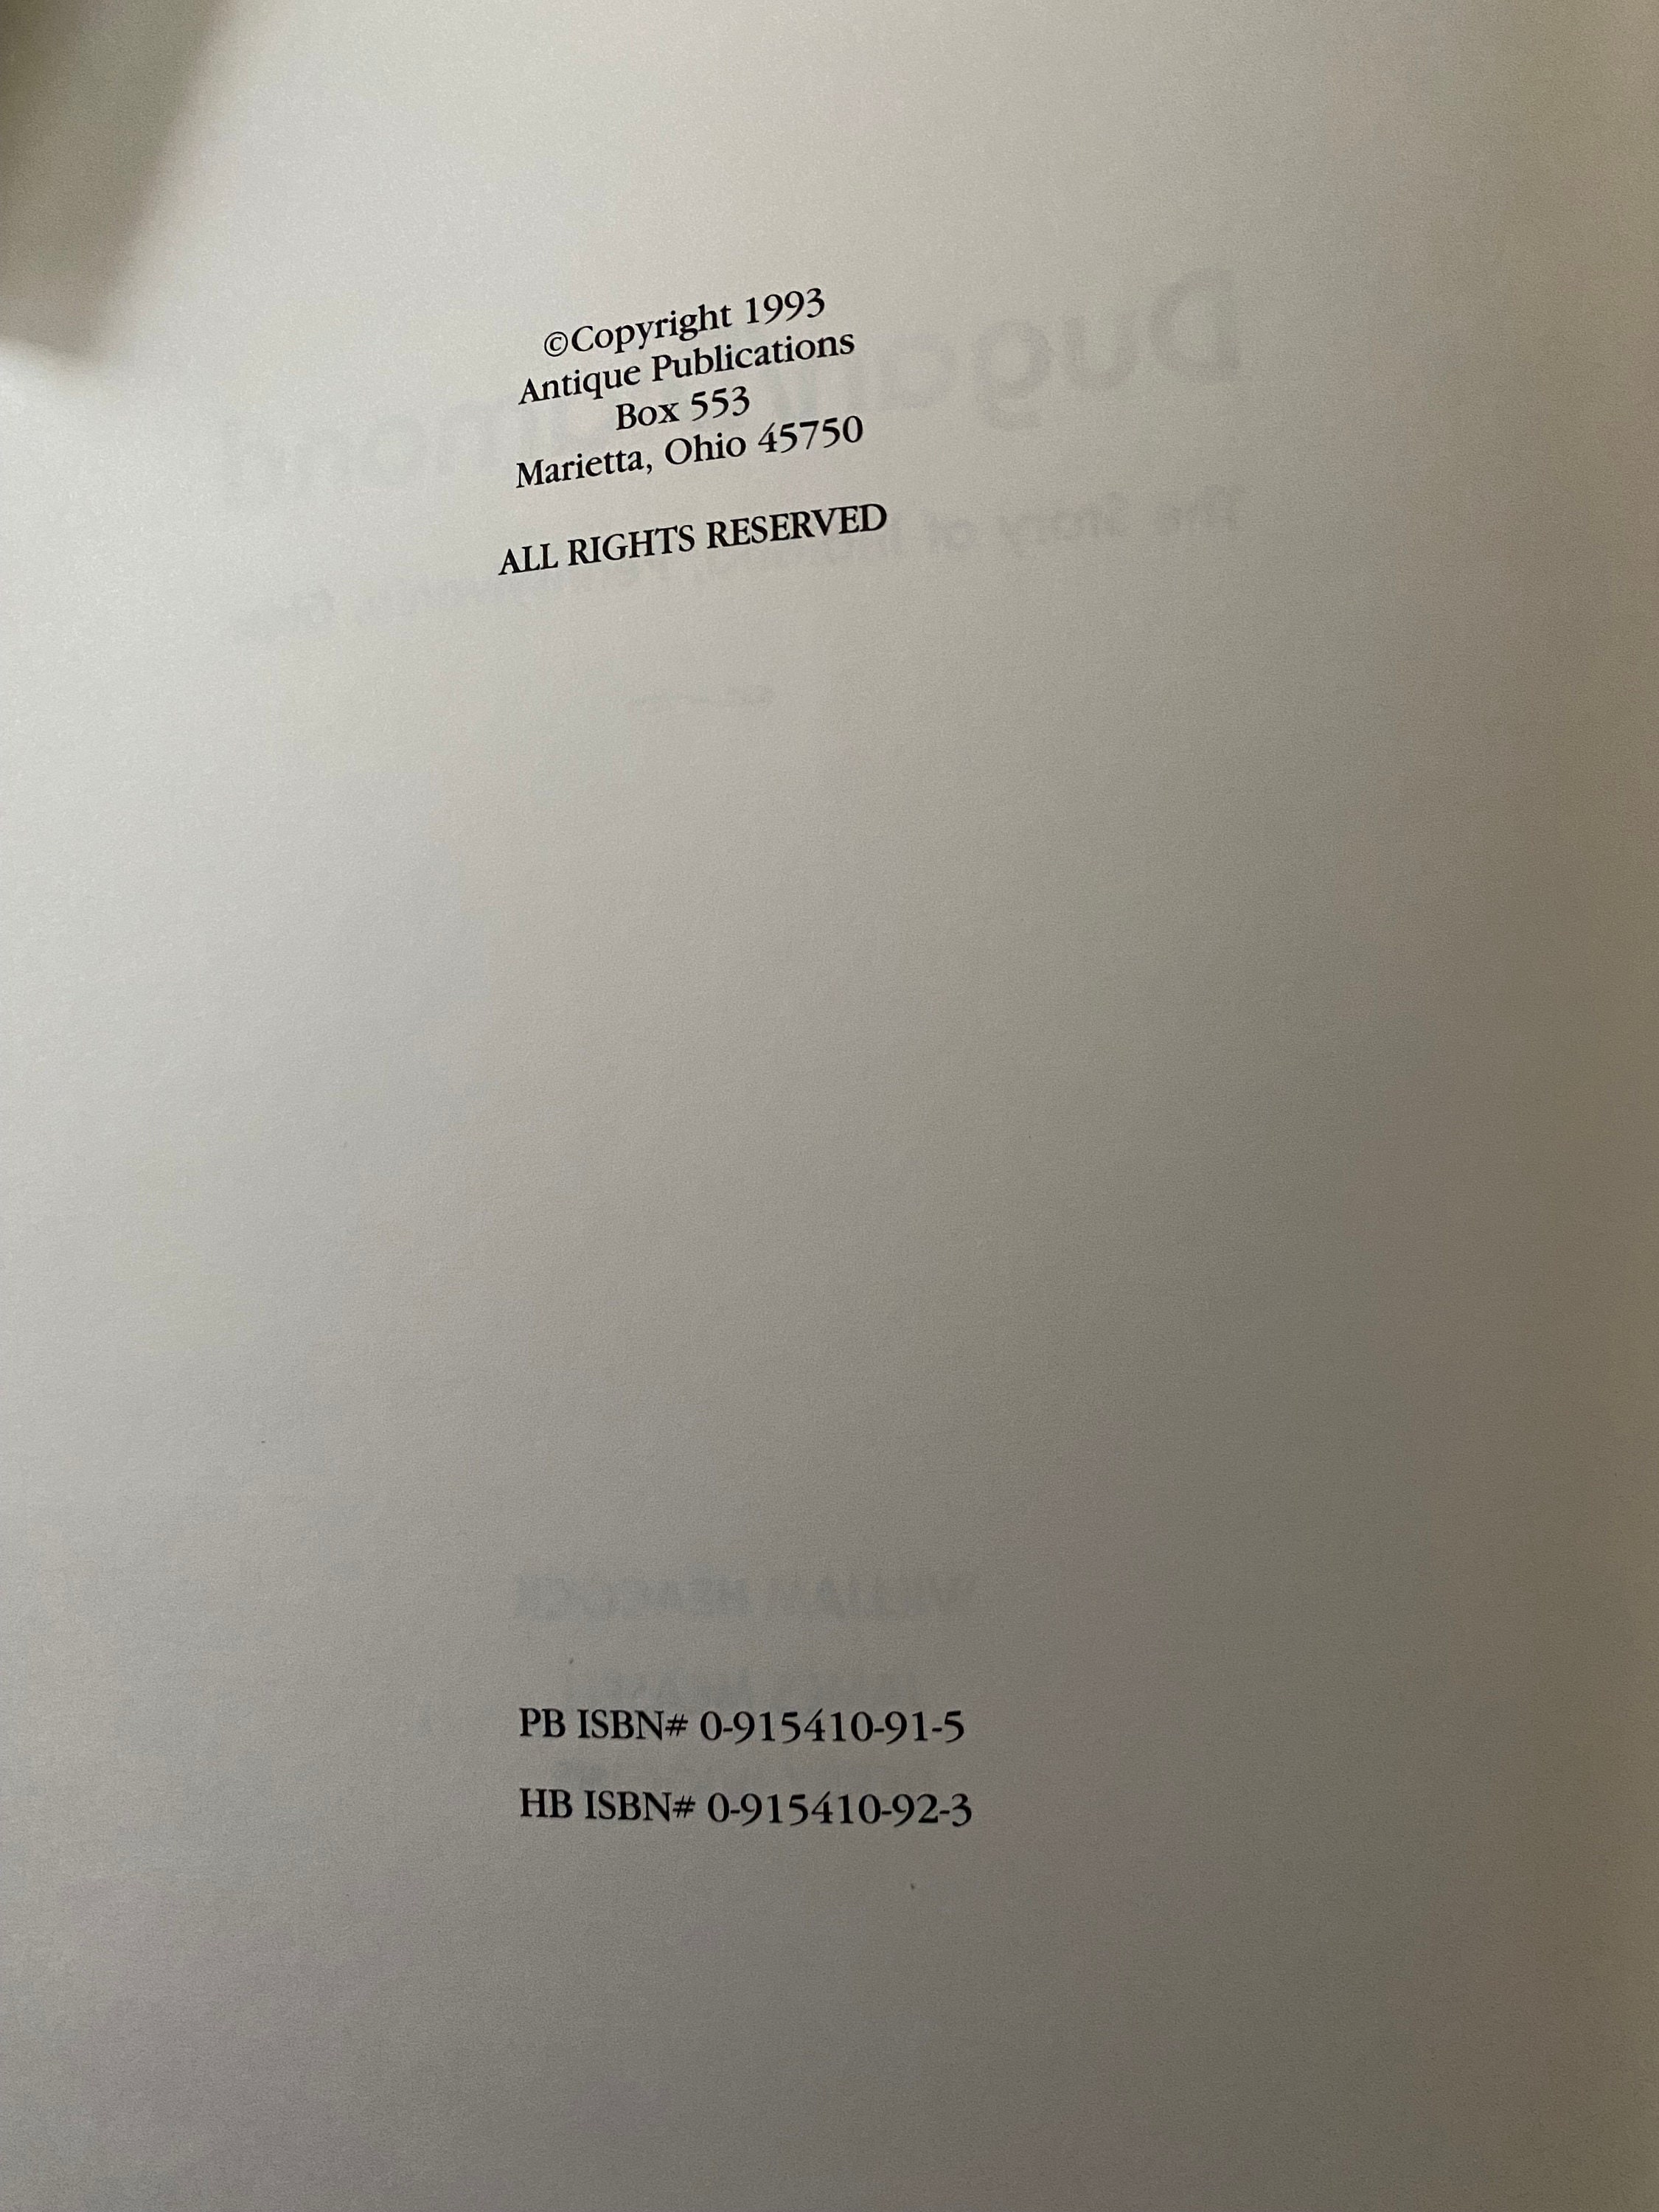 ©Copyright 1993
Antique Publications
Box 553
Marietta, Ohio 45750
ALL RIGHTS RESERVED
PB ISBN# 0-915410-91-5
HB ISBN# 0-915410-92-3